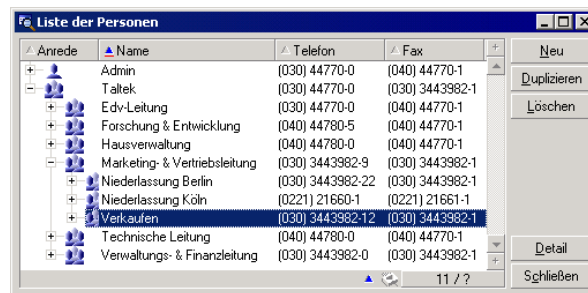 Liste der Personen
Anrede Name Telefon Fax Neu
Admin (030) 44770-0 (040) 44770-1
Taltek (030) 44770-0 (030) 3443982-1 Duplizieren
Edv-Leitung (040) 44770-0 (040) 44770-1
Forschung & Entwicklung (040) 44780-5 (040) 44770-1 Löschen
Hausverwaltung (040) 44780-0 (040) 44770-1
Marketing- & Vertriebsleitung (030) 3443982-9 (030) 3443982-1
Niederlassung Berlin (030) 3443982-22 (030) 3443982-1
Niederlassung Köln (0221) 21660-1 (0221) 21661-1
Verkaufen (030) 3443982-12 (030) 3443982-1
Technische Leitung (040) 44780-0 (040) 44770-1
Verwaltungs- & Finanzleitung (030) 3443982-0 (030) 3443982-1 Detail
11 / ? Schließen